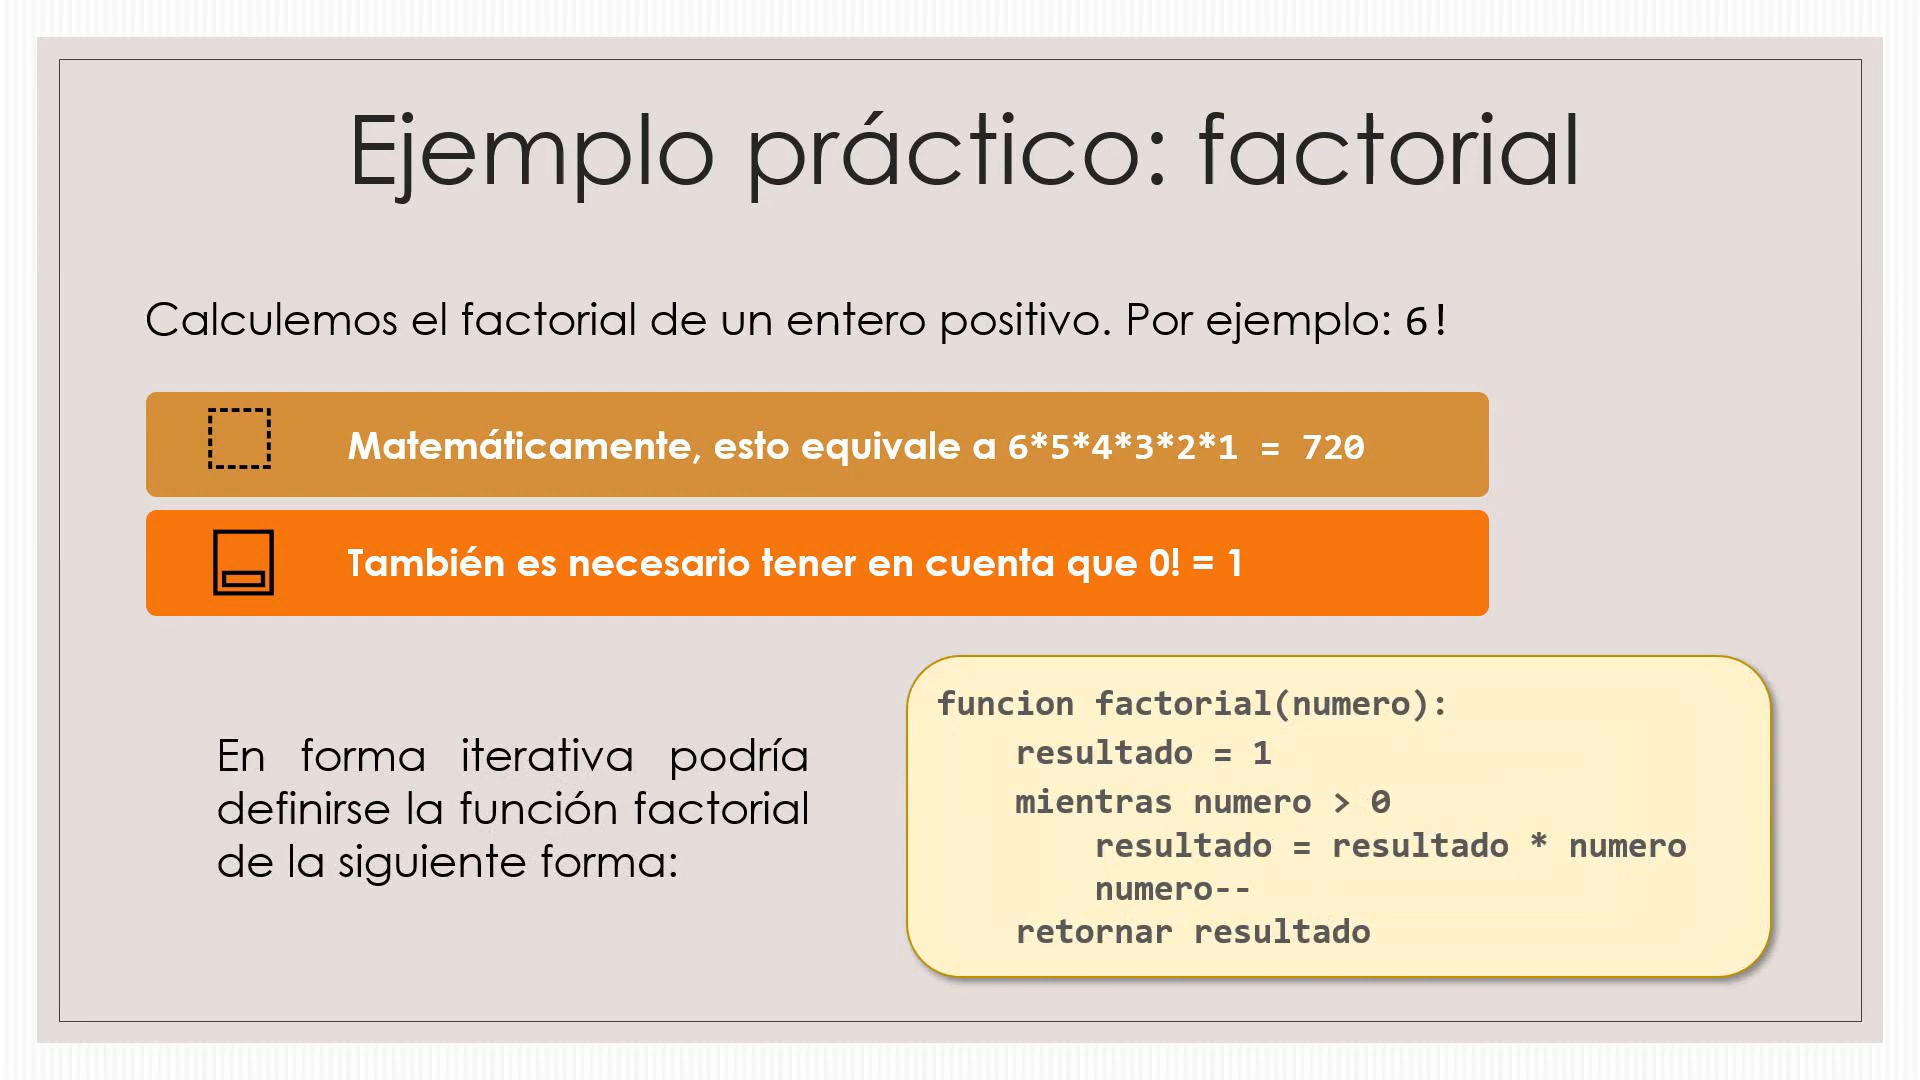 Ejemplo práctico: factorial
Calculemos el factorial de un entero positivo. Por ejemplo: 6!
Matemáticamente, esto equivale a 6*5*4*3*2*1 = 720
También es necesario tener en cuenta que 0! = 1
En forma iterativa podría
definirse la función factorial
de la siguiente forma:
funcion factorial(numero):
    resultado = 1
    mientras numero > 0
        resultado = resultado * numero
        numero--
    retornar resultado